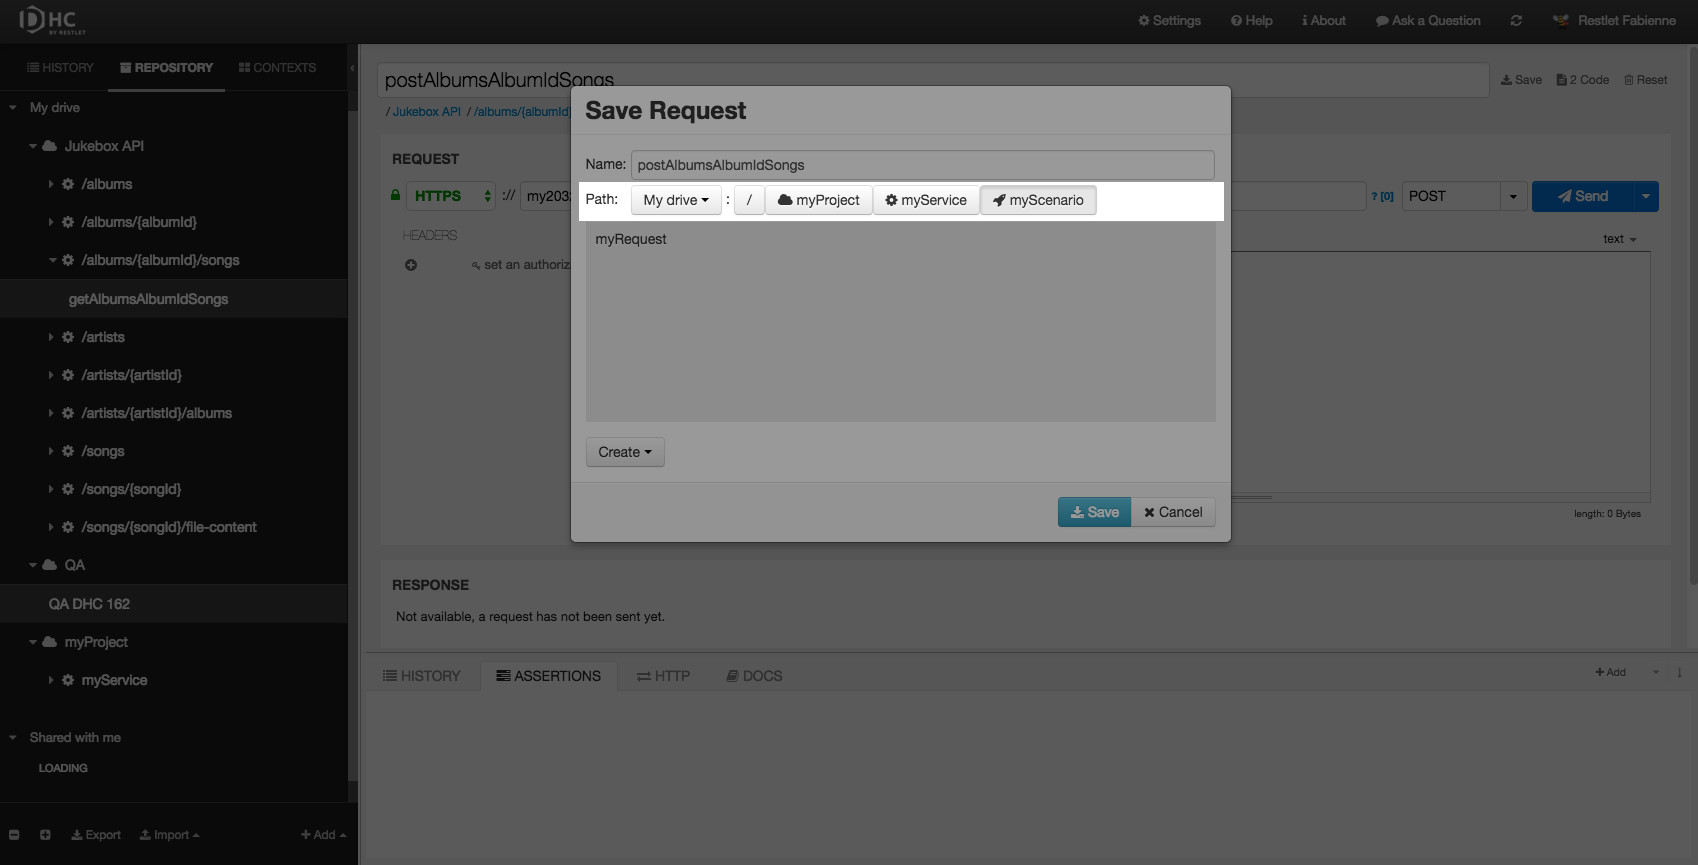 DHC
BY RESTLET
Settings
Help
About
Ask a Question
Restlet Fabienne
HISTORY
REPOSITORY
CONTEXTS
My drive
Jukebox API
/albums
/albums/{albumId}
/albums/{albumId}/songs
getAlbumsAlbumIdSongs
/artists
/artists/{artistId}
/artists/{artistId}/albums
/songs
/songs/{songId}
/songs/{songId}/file-content
QA
QA DHC 162
myProject
myService
Shared with me
LOADING
Export
Import
Add
postAlbumsAlbumIdSongs
Save
2 Code
Reset
/ Jukebox API / /albums/{albumId}
REQUEST
HTTPS :// my203
? [0]
POST
Send
HEADERS
set an authoriz
text
length: 0 Bytes
Save Request
Name: postAlbumsAlbumIdSongs
Path: My drive : / myProject myService myScenario
myRequest
Create
Save
Cancel
RESPONSE
Not available, a request has not been sent yet.
HISTORY
ASSERTIONS
HTTP
DOCS
Add